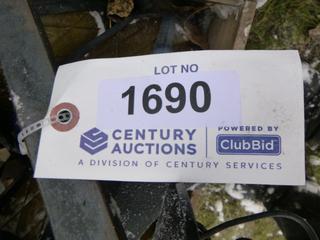 LOT NO
1690
CENTURY
AUCTIONS
POWERED BY
ClubBid
A DIVISION OF CENTURY SERVICES